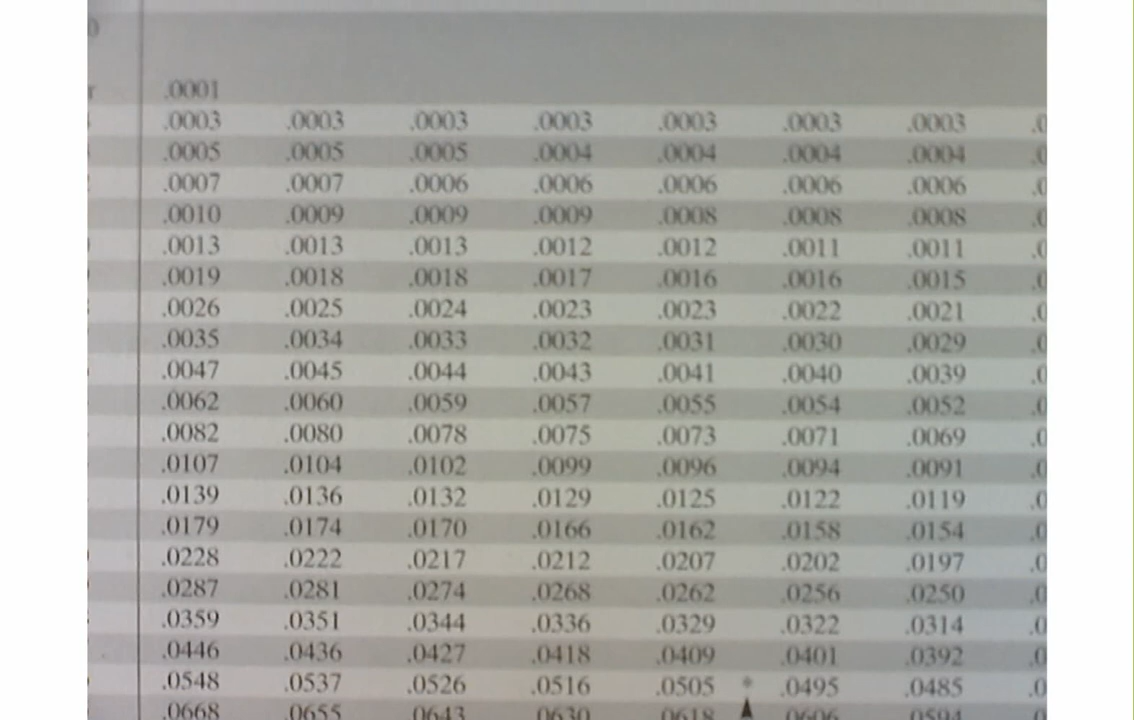 .0001
.0003 .0003 .0003 .0003 .0003 .0003 .0003
.0005 .0005 .0005 .0004 .0004 .0004 .0004
.0007 .0007 .0006 .0006 .0006 .0006 .0006
.0010 .0009 .0009 .0009 .0008 .0008 .0008
.0013 .0013 .0013 .0012 .0012 .0011 .0011
.0019 .0018 .0018 .0017 .0016 .0016 .0015
.0026 .0025 .0024 .0023 .0023 .0022 .0021
.0035 .0034 .0033 .0032 .0031 .0030 .0029
.0047 .0045 .0044 .0043 .0041 .0040 .0039
.0062 .0060 .0059 .0057 .0055 .0054 .0052
.0082 .0080 .0078 .0075 .0073 .0071 .0069
.0107 .0104 .0102 .0099 .0096 .0094 .0091
.0139 .0136 .0132 .0129 .0125 .0122 .0119
.0179 .0174 .0170 .0166 .0162 .0158 .0154
.0228 .0222 .0217 .0212 .0207 .0202 .0197
.0287 .0281 .0274 .0268 .0262 .0256 .0250
.0359 .0351 .0344 .0336 .0329 .0322 .0314
.0446 .0436 .0427 .0418 .0409 .0401 .0392
.0548 .0537 .0526 .0516 .0505 * .0495 .0485
.0668 .0655 .0643 .0630 .0618 .0606 .0594